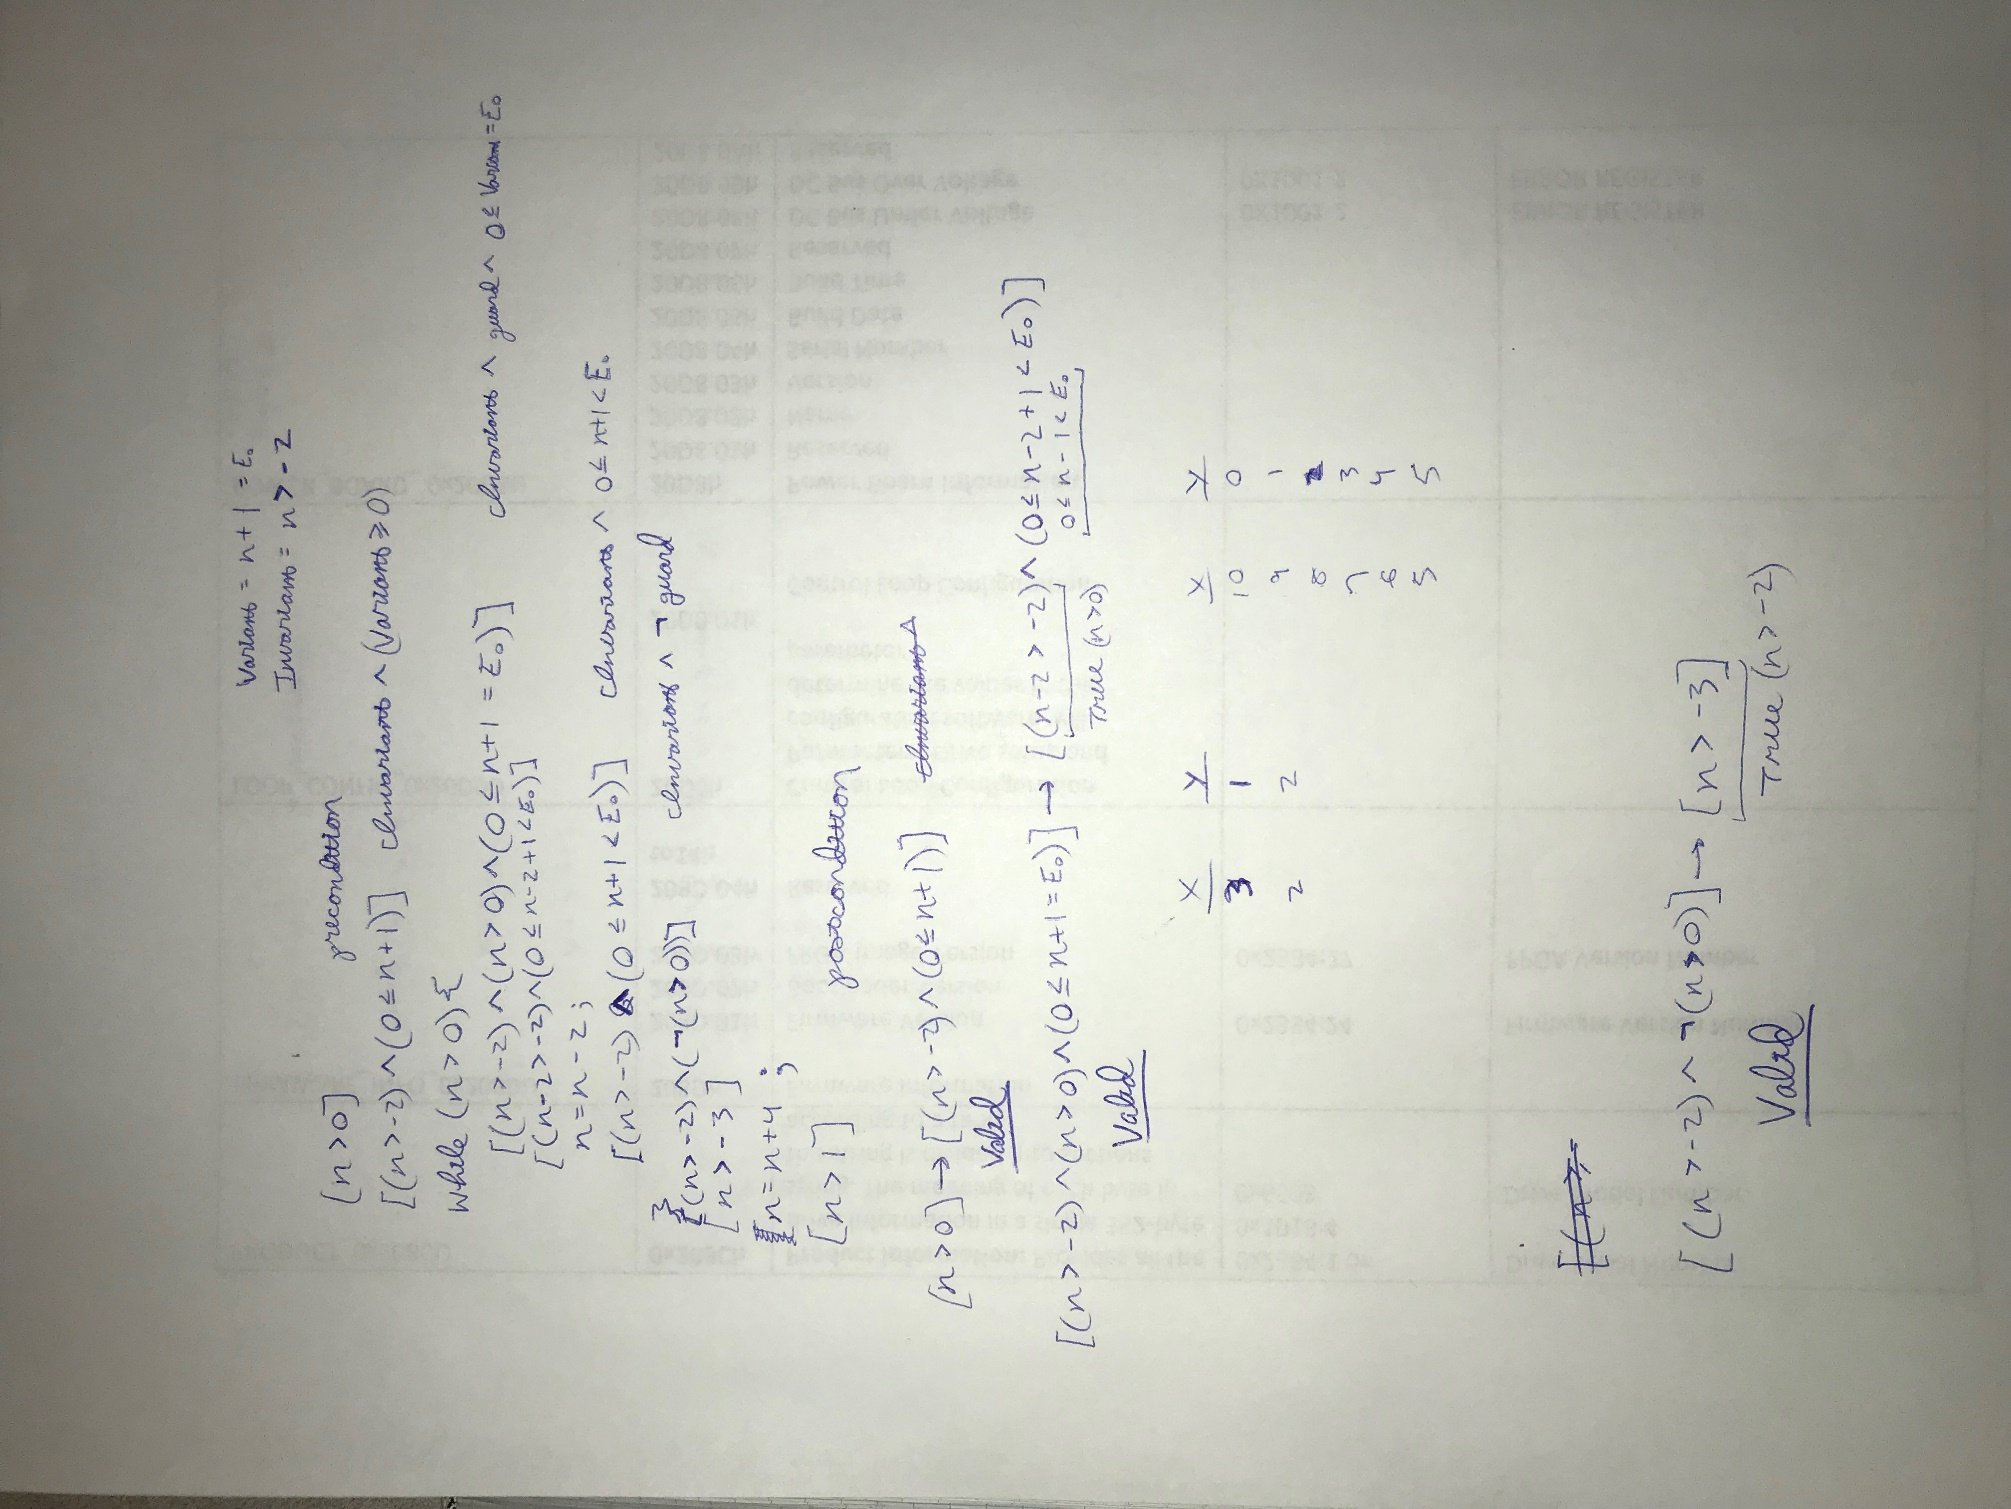 Variant = n+1 = E₀
Invariant = n>-2
[n>0] precondition
[(n>-2)∧(0≤n+1)] invariant ∧ (Variant ≥0)
while (n>0){
[(n>-2)∧(n>0)∧(0≤n+1=E₀)] invariant ∧ guard ∧ 0≤Variant=E₀
[(n-2>-2)∧(0≤n-2+1<E₀)]
n=n-2;
[(n>-2)∧(0≤n+1<E₀)] invariant ∧ 0≤n+1<E₀
}
[(n>-2)∧(¬(n>0))] invariant ∧ ¬ guard
[n>-3]
n=n+4;
[n>1] postcondition
[n>0]→[(n>-2)∧(0≤n+1)] invariant
Valid
[(n>-2)∧(n>0)∧(0≤n+1=E₀)]→[(n-2>-2)∧(0≤n-2+1<E₀)]
True (n>0) 0≤n-1<E₀
Valid
X Y X Y
3 1 10 0
2 2 9 1
8 2
7 3
6 4
5 5
[(n>
[(n>-2)∧¬(n>0)]→[n>-3]
True (n>-2)
Valid